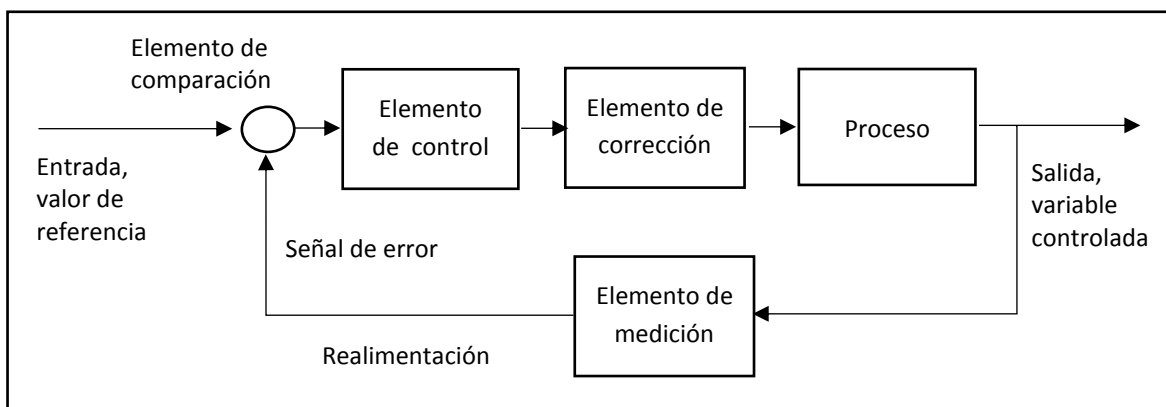 Elemento de
comparación
Elemento
de control
Elemento de
corrección
Proceso
Entrada,
valor de
referencia
Salida,
variable
controlada
Señal de error
Elemento de
medición
Realimentación